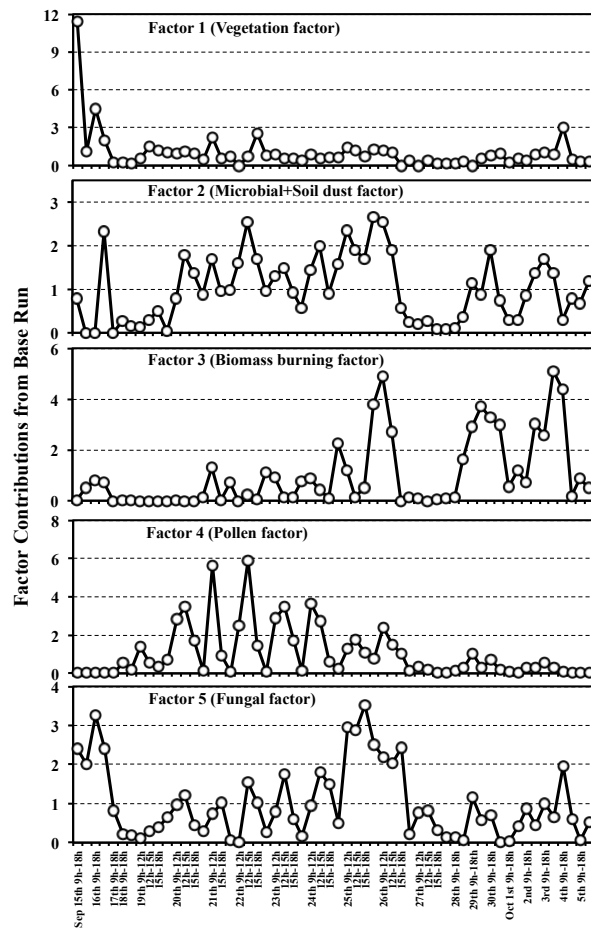 Factor Contributions from Base Run
Factor 1 (Vegetation factor)
12
9
6
3
0
Factor 2 (Microbial+Soil dust factor)
3
2
1
0
Factor 3 (Biomass burning factor)
6
4
2
0
Factor 4 (Pollen factor)
8
6
4
2
0
Factor 5 (Fungal factor)
4
3
2
1
0
Sep 15th 9h-18h
16th 9h-18h
17th 9h-18h
18th 9h-18h
19th 9h-12h
12h-15h
15h-18h
20th 9h-12h
12h-15h
15h-18h
21th 9h-12h
12h-15h
15h-18h
22th 9h-12h
12h-15h
15h-18h
23th 9h-12h
12h-15h
15h-18h
24th 9h-12h
12h-15h
15h-18h
25th 9h-12h
12h-15h
15h-18h
26th 9h-12h
12h-15h
15h-18h
27th 9h-12h
12h-15h
15h-18h
28th 9h-18h
29th 9h-18th
30th 9h-18h
Oct 1st 9h-18h
2nd 9h-18h
3rd 9h-18h
4th 9h-18h
5th 9h-18h